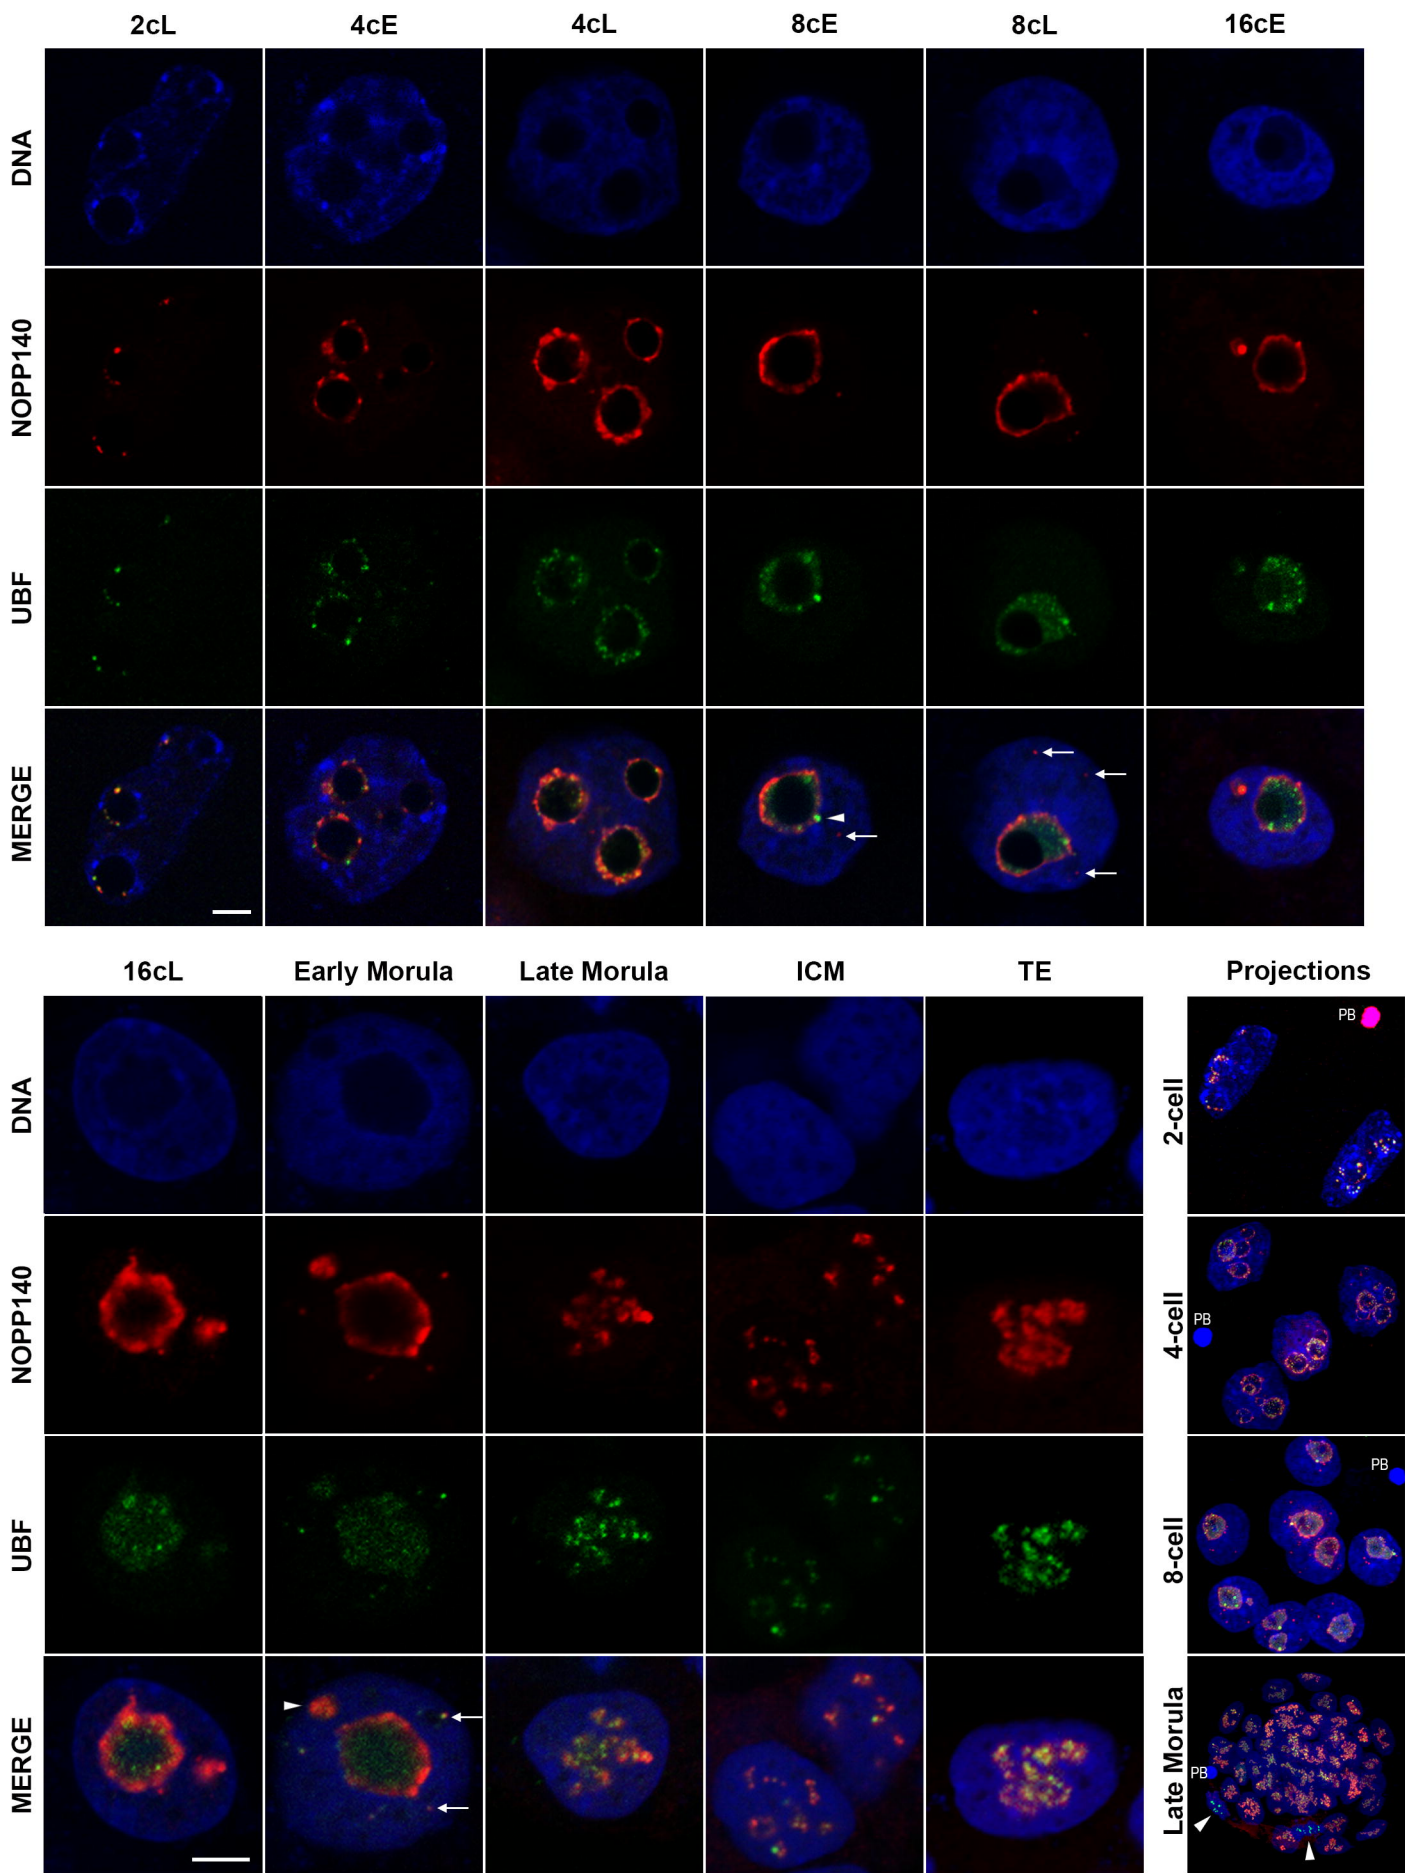 2cL 4cE 4cL 8cE 8cL 16cE
DNA
NOPP140
UBF
MERGE
16cL Early Morula Late Morula ICM TE Projections
DNA
NOPP140
UBF
MERGE
2-cell
PB
4-cell
PB
8-cell
PB
Late Morula
PB